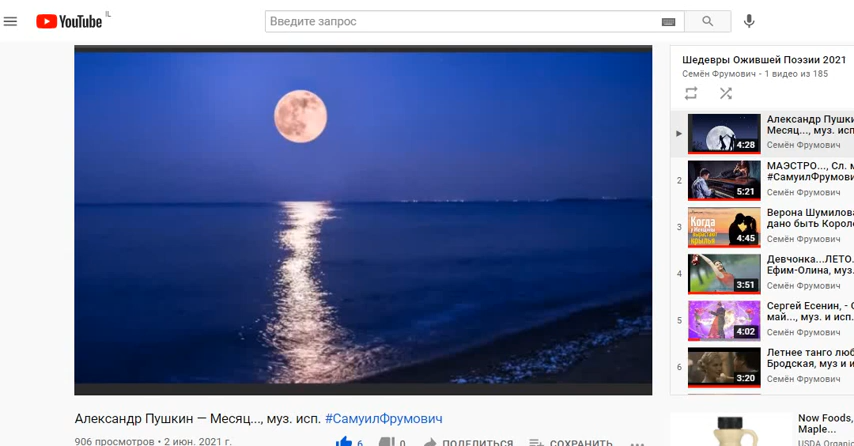 YouTube IL
Введите запрос
Шедевры Ожившей Поэзии 2021
Семён Фрумович · 1 видео из 185
Александр Пушки
Месяц..., муз. исп
Семён Фрумович
4:28
2
МАЭСТРО..., Сл. м
#СамуилФрумови
Семён Фрумович
5:21
3
Верона Шумилова
дано быть Короле
Семён Фрумович
Когда
крылья
4:45
4
Девчонка...ЛЕТО.
Ефим-Олина, муз.
Семён Фрумович
3:51
5
Сергей Есенин, - С
май..., муз. и исп.
Семён Фрумович
4:02
6
Летнее танго люб
Бродская, муз и и
Семён Фрумович
3:20
Александр Пушкин — Месяц..., муз. исп. #СамуилФрумович
906 просмотров • 2 июн. 2021 г.
6
0
ПОДЕЛИТЬСЯ
СОХРАНИТЬ
Now Foods,
Maple...
USDA Organic